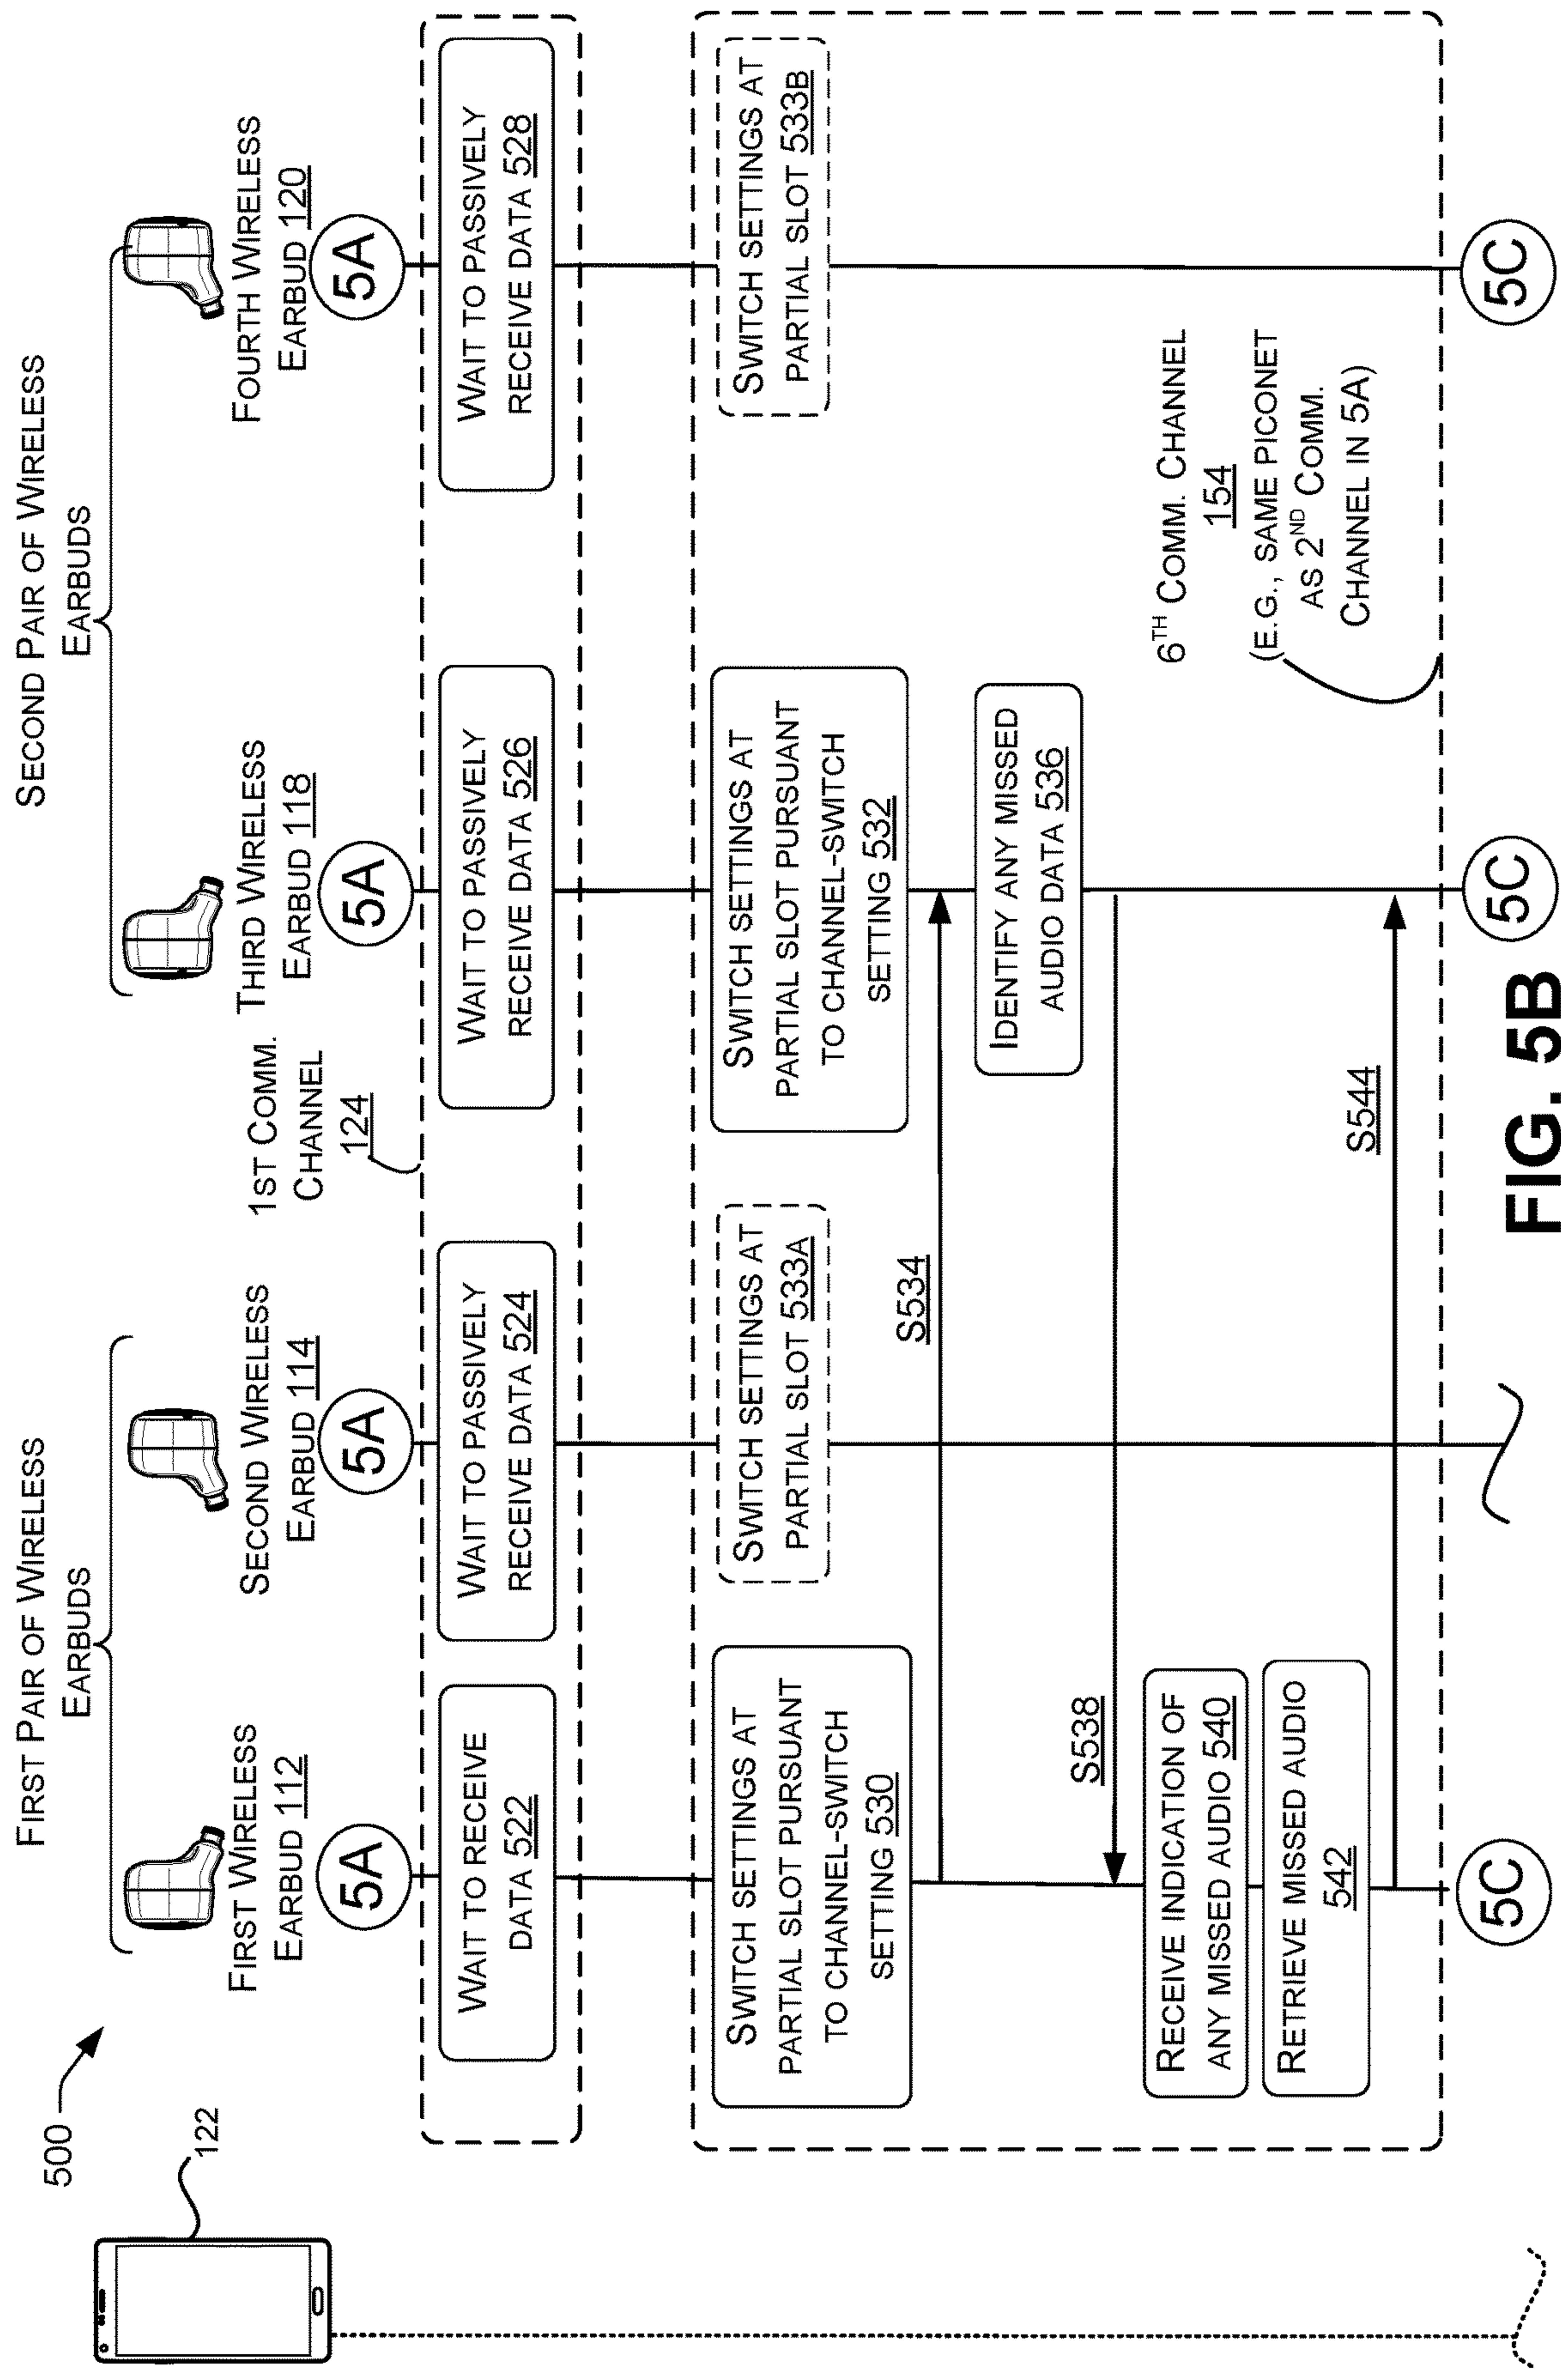 500
122
FIRST PAIR OF WIRELESS
EARBUDS
SECOND PAIR OF WIRELESS
EARBUDS
FIRST WIRELESS
EARBUD 112
SECOND WIRELESS
EARBUD 114
1ST COMM.
CHANNEL
124
THIRD WIRELESS
EARBUD 118
FOURTH WIRELESS
EARBUD 120
5A
5A
5A
5A
WAIT TO RECEIVE
DATA 522
WAIT TO PASSIVELY
RECEIVE DATA 524
WAIT TO PASSIVELY
RECEIVE DATA 526
WAIT TO PASSIVELY
RECEIVE DATA 528
SWITCH SETTINGS AT
PARTIAL SLOT PURSUANT
TO CHANNEL-SWITCH
SETTING 530
SWITCH SETTINGS AT
PARTIAL SLOT 533A
SWITCH SETTINGS AT
PARTIAL SLOT PURSUANT
TO CHANNEL-SWITCH
SETTING 532
SWITCH SETTINGS AT
PARTIAL SLOT 533B
S534
IDENTIFY ANY MISSED
AUDIO DATA 536
S538
RECEIVE INDICATION OF
ANY MISSED AUDIO 540
RETRIEVE MISSED AUDIO
542
S544
6TH COMM. CHANNEL
154
(E.G., SAME PICONET
AS 2ND COMM.
CHANNEL IN 5A)
5C
5C
5C
FIG. 5B